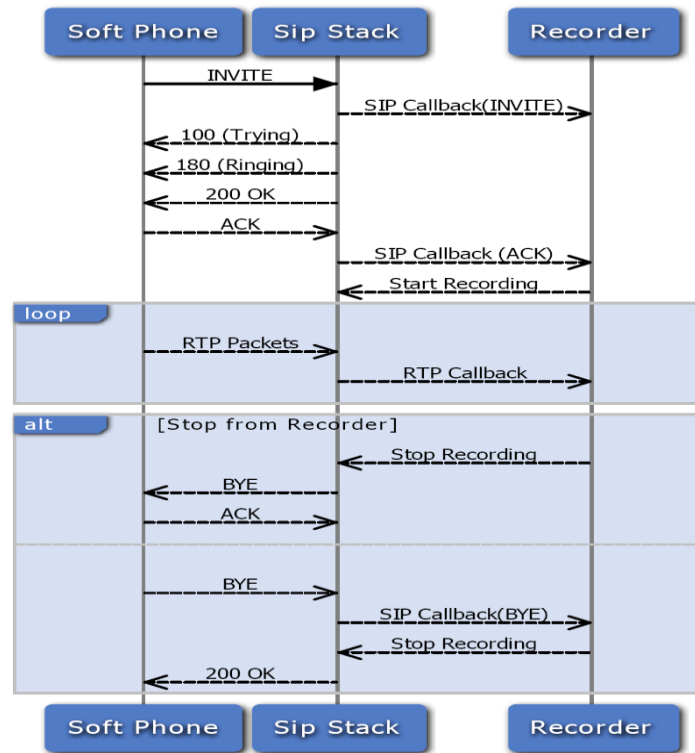 Soft Phone Sip Stack Recorder
INVITE
SIP Callback(INVITE)
100 (Trying)
180 (Ringing)
200 OK
ACK
SIP Callback (ACK)
Start Recording
loop
RTP Packets
RTP Callback
alt [Stop from Recorder]
Stop Recording
BYE
ACK
BYE
SIP Callback(BYE)
Stop Recording
200 OK
Soft Phone Sip Stack Recorder